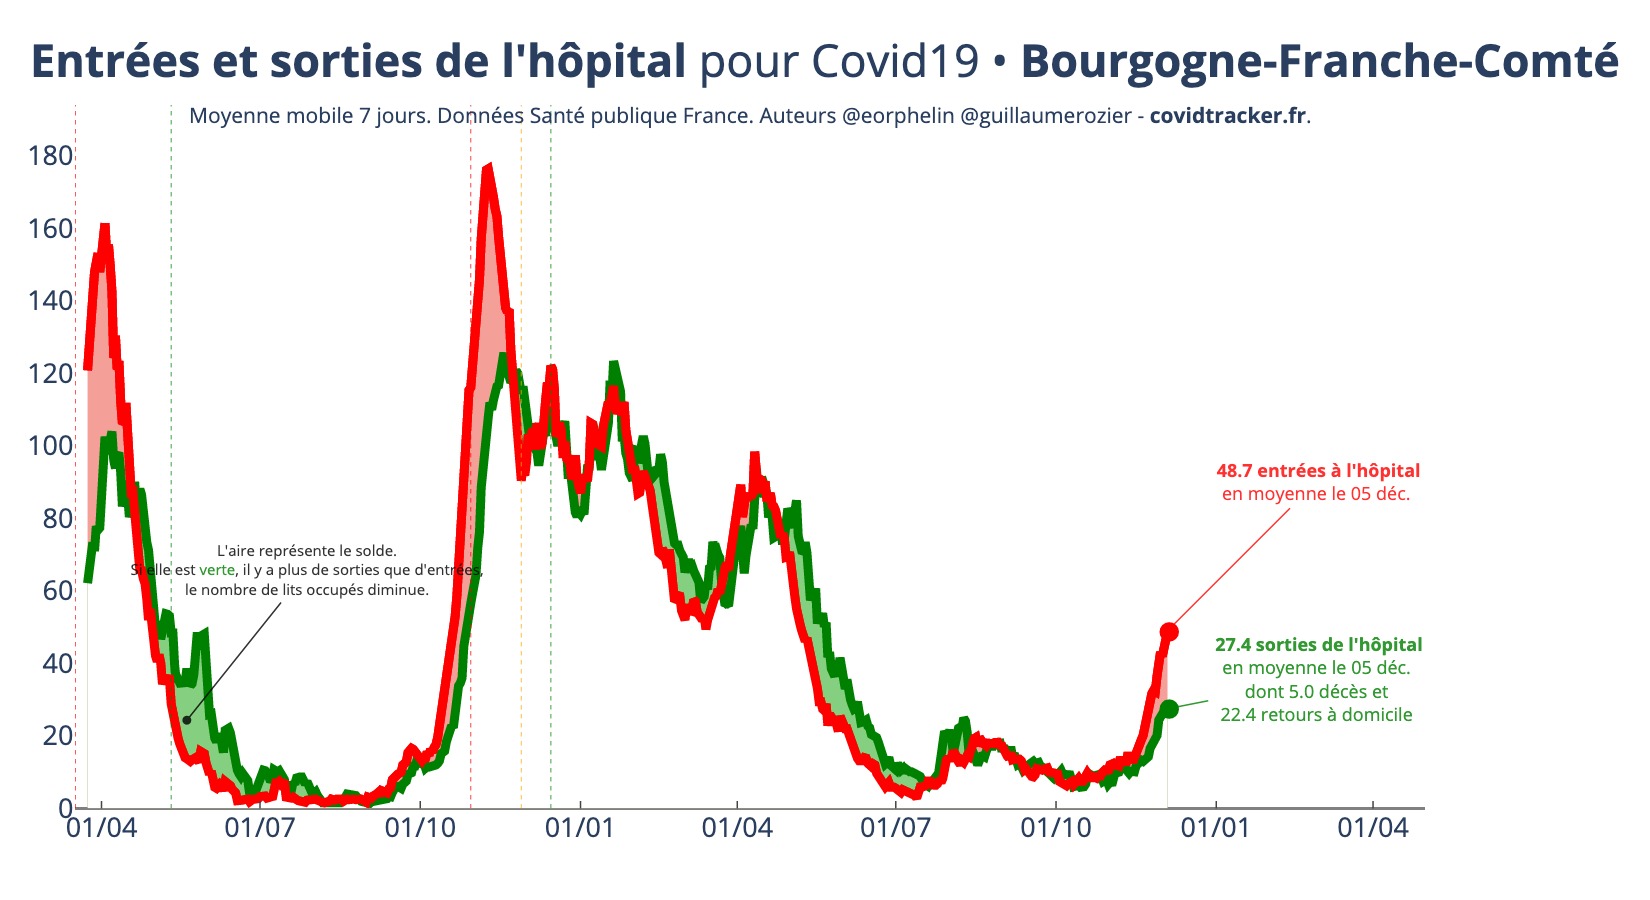 Entrées et sorties de l'hôpital pour Covid19 • Bourgogne-Franche-Comté
Moyenne mobile 7 jours. Données Santé publique France. Auteurs @eorphelin @guillaumerozier - covidtracker.fr.
180
160
140
120
100
80
60
40
20
0
L'aire représente le solde.
Si elle est verte, il y a plus de sorties que d'entrées,
le nombre de lits occupés diminue.
48.7 entrées à l'hôpital
en moyenne le 05 déc.
27.4 sorties de l'hôpital
en moyenne le 05 déc.
dont 5.0 décès et
22.4 retours à domicile
01/04 01/07 01/10 01/01 01/04 01/07 01/10 01/01 01/04